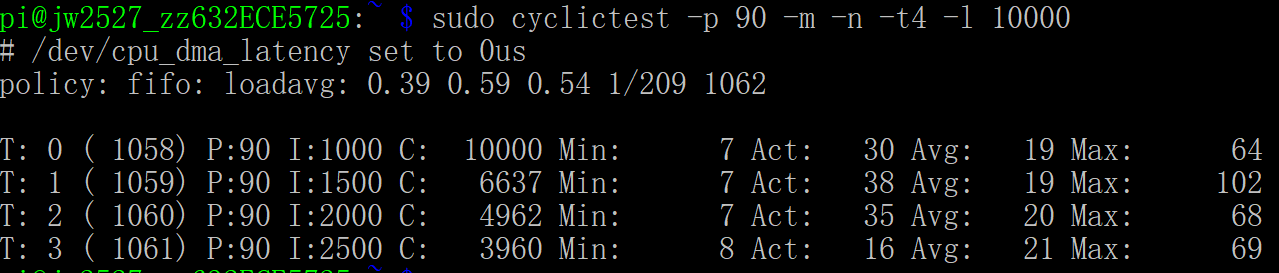 pi@jw2527_zz632ECE5725:~ $ sudo cyclictest -p 90 -m -n -t4 -l 10000
# /dev/cpu_dma_latency set to 0us
policy: fifo: loadavg: 0.39 0.59 0.54 1/209 1062
T: 0 ( 1058) P:90 I:1000 C:  10000 Min:      7 Act:   30 Avg:   19 Max:      64
T: 1 ( 1059) P:90 I:1500 C:   6637 Min:      7 Act:   38 Avg:   19 Max:     102
T: 2 ( 1060) P:90 I:2000 C:   4962 Min:      7 Act:   35 Avg:   20 Max:      68
T: 3 ( 1061) P:90 I:2500 C:   3960 Min:      8 Act:   16 Avg:   21 Max:      69
pi@jw2527_zz632ECE5725:~ $